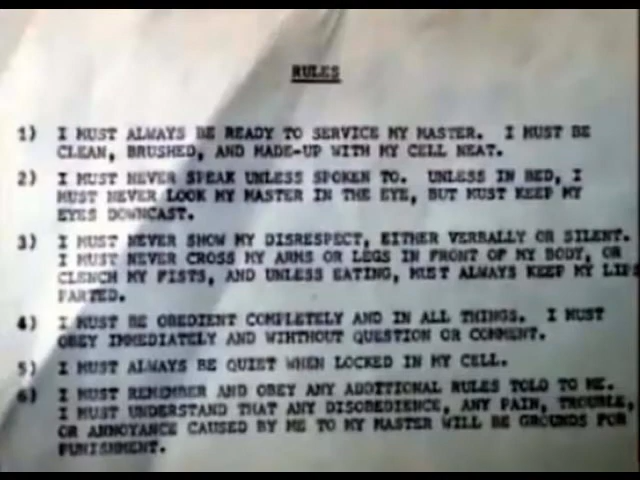 RULES
1) I MUST ALWAYS BE READY TO SERVICE MY MASTER. I MUST BE
CLEAN, BRUSHED, AND MADE-UP WITH MY CELL NEAT.
2) I MUST NEVER SPEAK UNLESS SPOKEN TO. UNLESS IN BED, I
MUST NEVER LOOK MY MASTER IN THE EYE, BUT MUST KEEP MY
EYES DOWNCAST.
3) I MUST NEVER SHOW MY DISRESPECT, EITHER VERBALLY OR SILENT.
I MUST NEVER CROSS MY ARMS OR LEGS IN FRONT OF MY BODY, OR
CLENCH MY FISTS, AND UNLESS EATING, MUST ALWAYS KEEP MY LIPS
PARTED.
4) I MUST BE OBEDIENT COMPLETELY AND IN ALL THINGS. I MUST
OBEY IMMEDIATELY AND WITHOUT QUESTION OR COMMENT.
5) I MUST ALWAYS BE QUIET WHEN LOCKED IN MY CELL.
6) I MUST REMEMBER AND OBEY ANY ADDITIONAL RULES TOLD TO ME.
I MUST UNDERSTAND THAT ANY DISOBEDIENCE, ANY PAIN, TROUBLE,
OR ANNOYANCE CAUSED BY ME TO MY MASTER WILL BE GROUNDS FOR
PUNISHMENT.